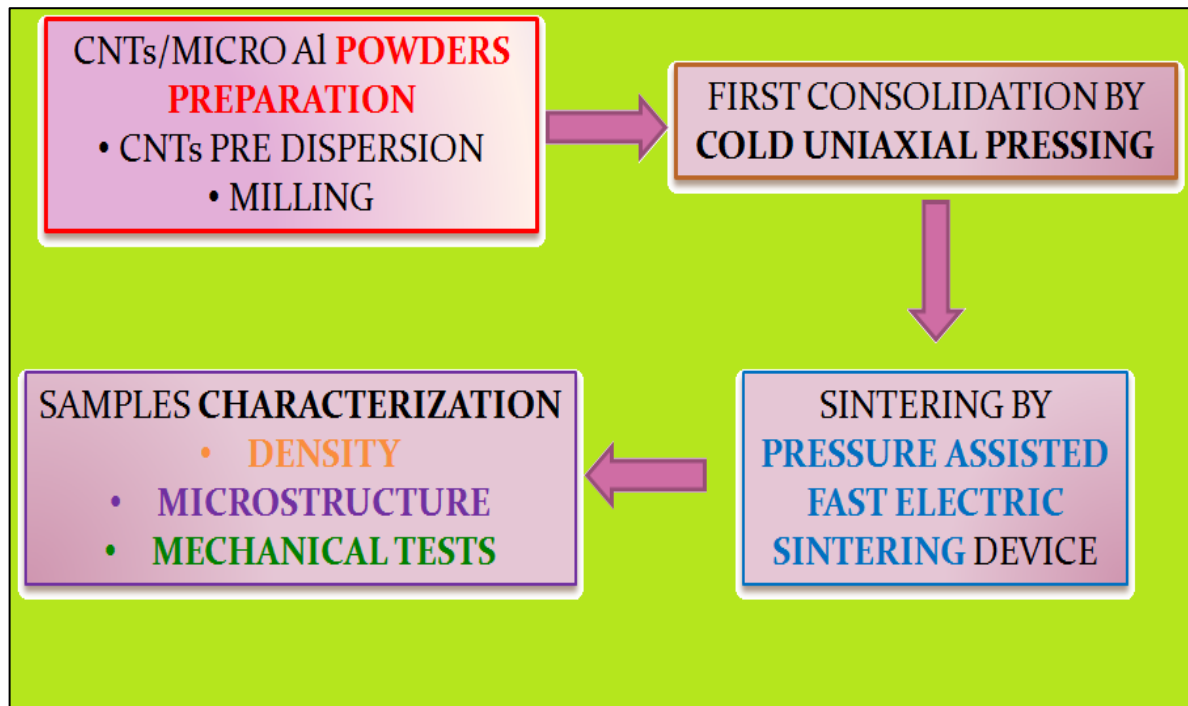 CNTs/MICRO Al POWDERS
PREPARATION
• CNTs PRE DISPERSION
• MILLING
FIRST CONSOLIDATION BY
COLD UNIAXIAL PRESSING
SINTERING BY
PRESSURE ASSISTED
FAST ELECTRIC
SINTERING DEVICE
SAMPLES CHARACTERIZATION
• DENSITY
• MICROSTRUCTURE
• MECHANICAL TESTS